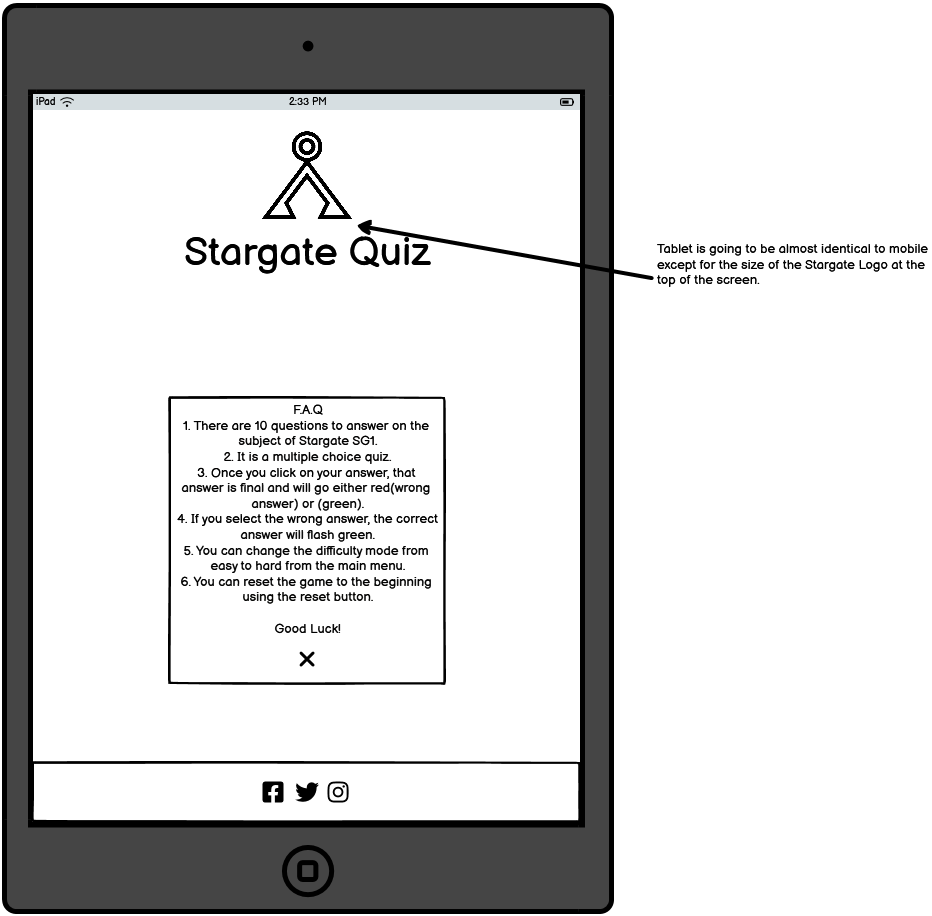 iPad
2:33 PM
Stargate Quiz
Tablet is going to be almost identical to mobile
except for the size of the Stargate Logo at the
top of the screen.
F.A.Q
1. There are 10 questions to answer on the
subject of Stargate SG1.
2. It is a multiple choice quiz.
3. Once you click on your answer, that
answer is final and will go either red(wrong
answer) or (green).
4. If you select the wrong answer, the correct
answer will flash green.
5. You can change the difficulty mode from
easy to hard from the main menu.
6. You can reset the game to the beginning
using the reset button.
Good Luck!